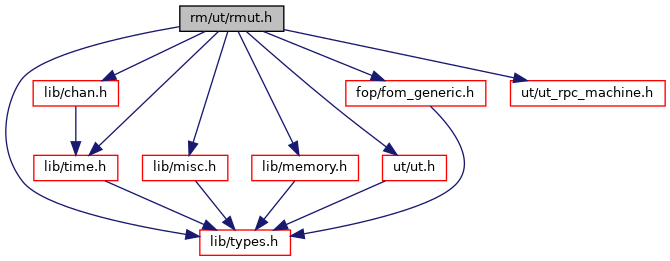 rm/ut/rmut.h
lib/chan.h
fop/fom_generic.h
ut/ut_rpc_machine.h
lib/time.h
lib/misc.h
lib/memory.h
ut/ut.h
lib/types.h